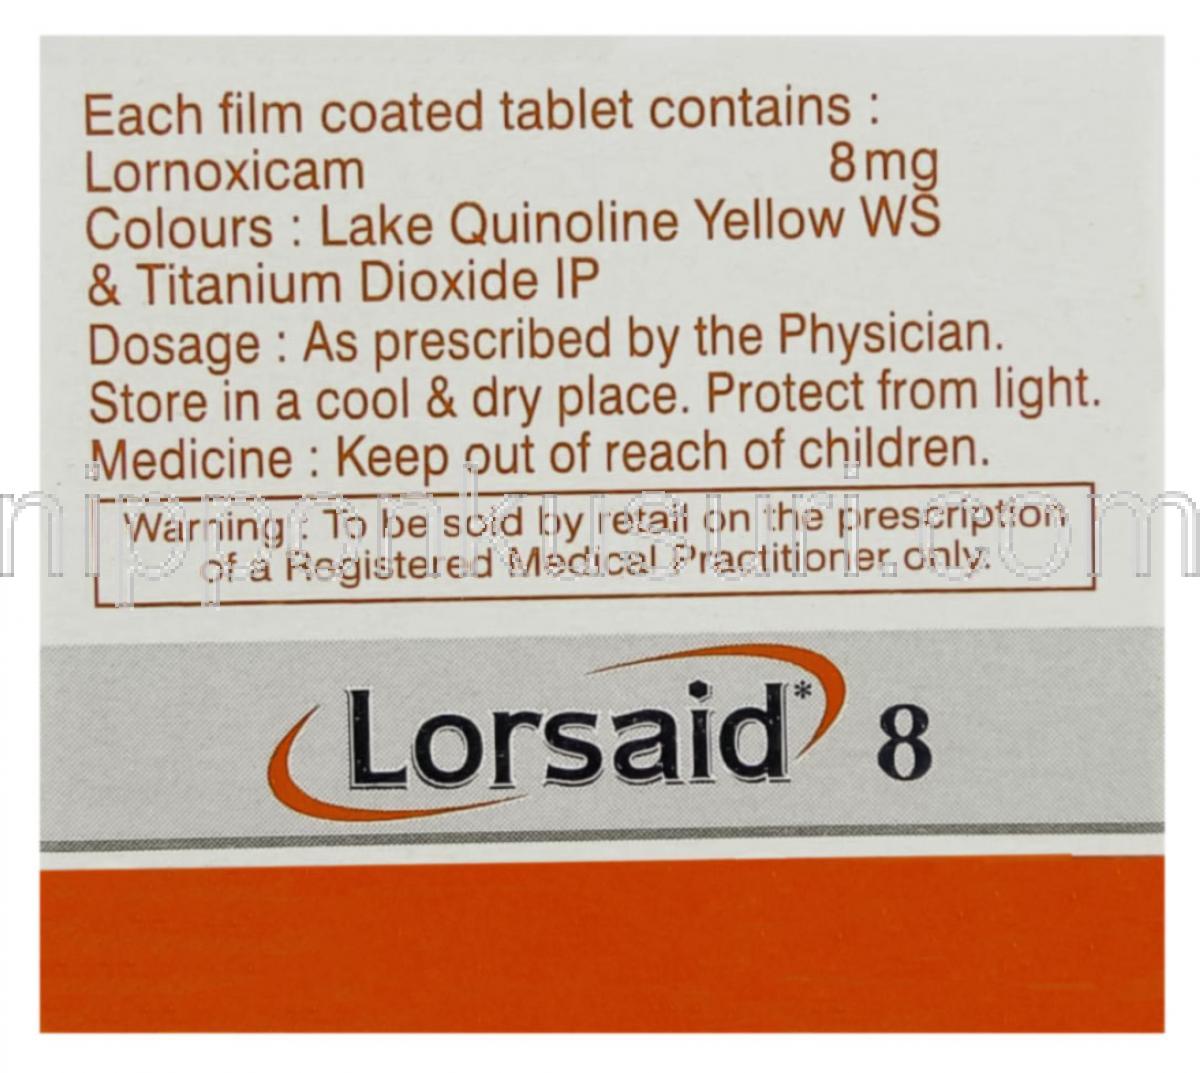 Each film coated tablet contains :
Lornoxicam 8mg
Colours : Lake Quinoline Yellow WS
& Titanium Dioxide IP
Dosage : As prescribed by the Physician.
Store in a cool & dry place. Protect from light.
Medicine : Keep out of reach of children.
nipponkusuri.com
Warning : To be sold by retail on the prescription
of a Registered Medical Practitioner only.
Lorsaid* 8